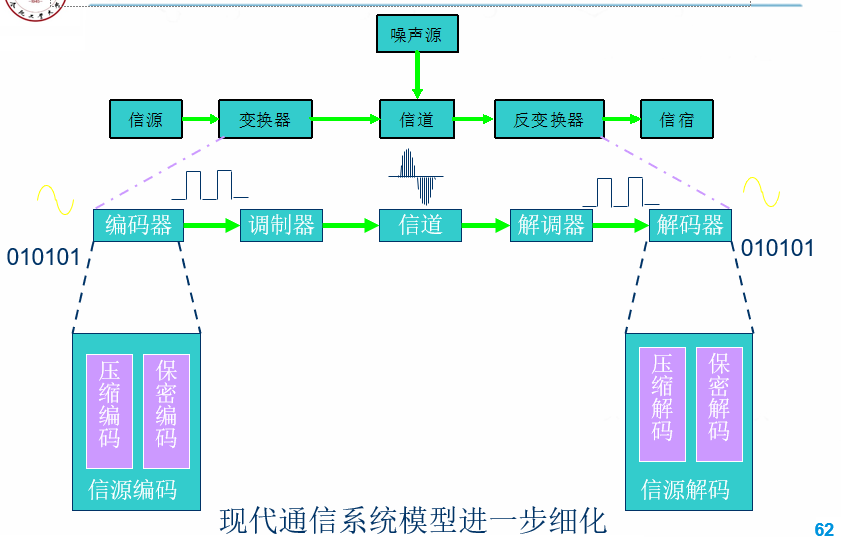 噪声源
信源
变换器
信道
反变换器
信宿
编码器
调制器
信道
解调器
解码器
010101
010101
压缩编码
保密编码
压缩解码
保密解码
信源编码
信源解码
现代通信系统模型进一步细化
62